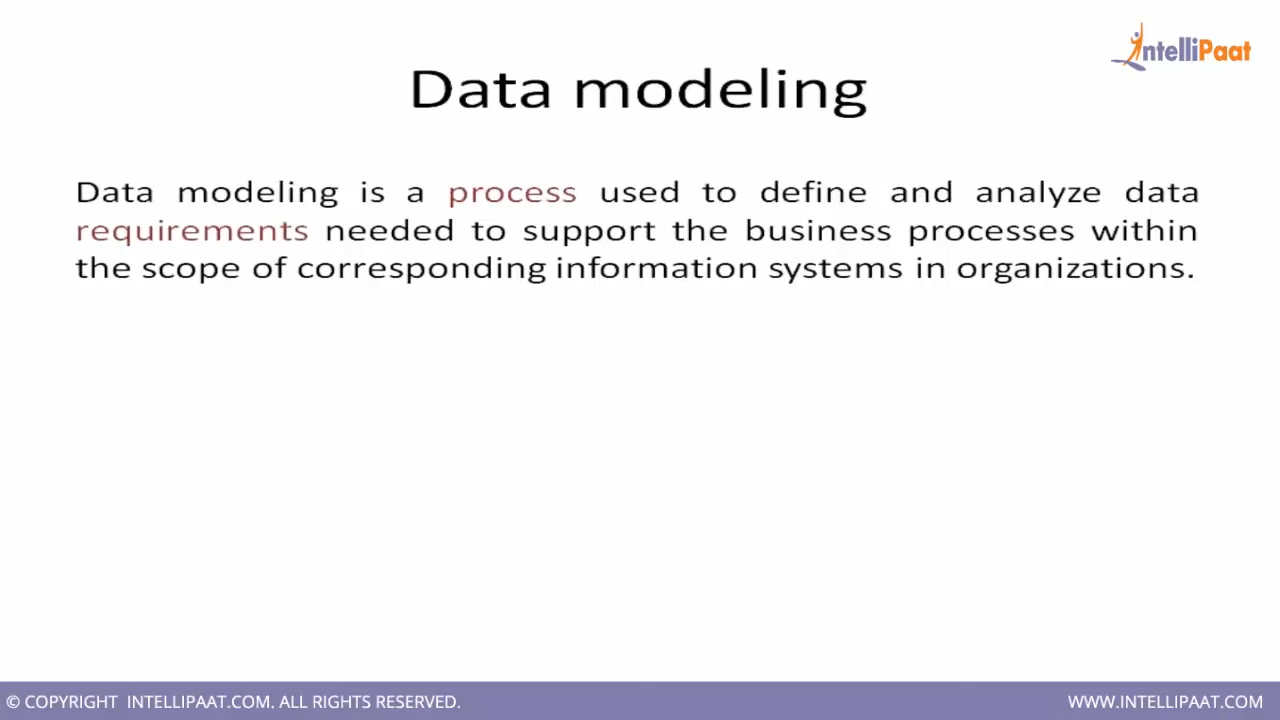 IntelliPaat
Data modeling
Data modeling is a process used to define and analyze data
requirements needed to support the business processes within
the scope of corresponding information systems in organizations.
© COPYRIGHT INTELLIPAAT.COM. ALL RIGHTS RESERVED.
WWW.INTELLIPAAT.COM